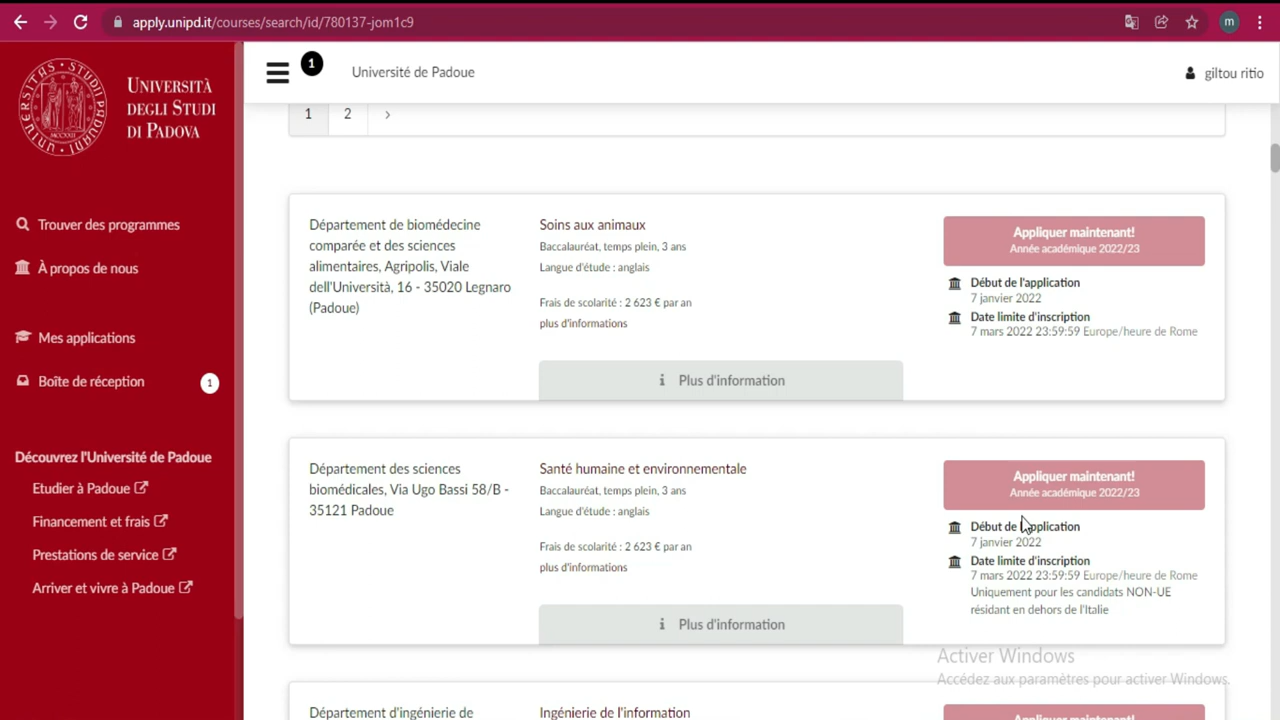 apply.unipd.it/courses/search/id/780137-jom1c9
m
UNIVERSITÀ
DEGLI STUDI
DI PADOVA
1
Université de Padoue
giltou ritio
1 2 >
Trouver des programmes
À propos de nous
Mes applications
Boîte de réception 1
Découvrez l'Université de Padoue
Etudier à Padoue
Financement et frais
Prestations de service
Arriver et vivre à Padoue
Département de biomédecine
comparée et des sciences
alimentaires, Agripolis, Viale
dell'Università, 16 - 35020 Legnaro
(Padoue)
Soins aux animaux
Baccalauréat, temps plein, 3 ans
Langue d'étude : anglais
Frais de scolarité : 2 623 € par an
plus d'informations
Plus d'information
Appliquer maintenant!
Année académique 2022/23
Début de l'application
7 janvier 2022
Date limite d'inscription
7 mars 2022 23:59:59 Europe/heure de Rome
Département des sciences
biomédicales, Via Ugo Bassi 58/B -
35121 Padoue
Santé humaine et environnementale
Baccalauréat, temps plein, 3 ans
Langue d'étude : anglais
Frais de scolarité : 2 623 € par an
plus d'informations
Plus d'information
Appliquer maintenant!
Année académique 2022/23
Début de l'application
7 janvier 2022
Date limite d'inscription
7 mars 2022 23:59:59 Europe/heure de Rome
Uniquement pour les candidats NON-UE
résidant en dehors de l'Italie
Activer Windows
Accédez aux paramètres pour activer Windows.
Département d'ingénierie de
Ingénierie de l'information
Appliquer maintenant!